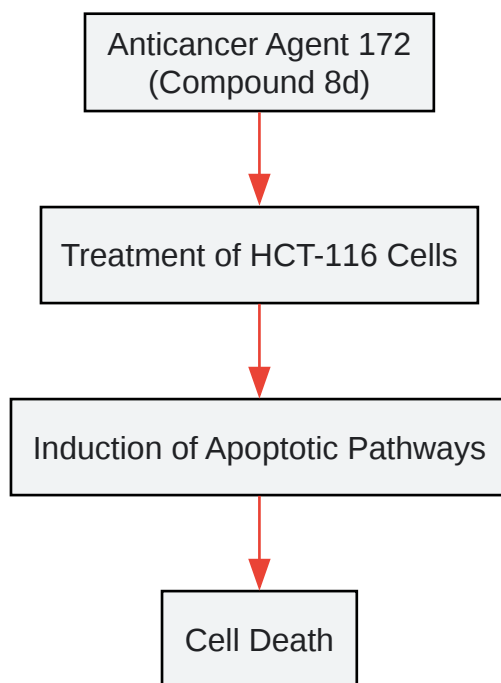 Anticancer Agent 172
(Compound 8d)
Treatment of HCT-116 Cells
Induction of Apoptotic Pathways
Cell Death